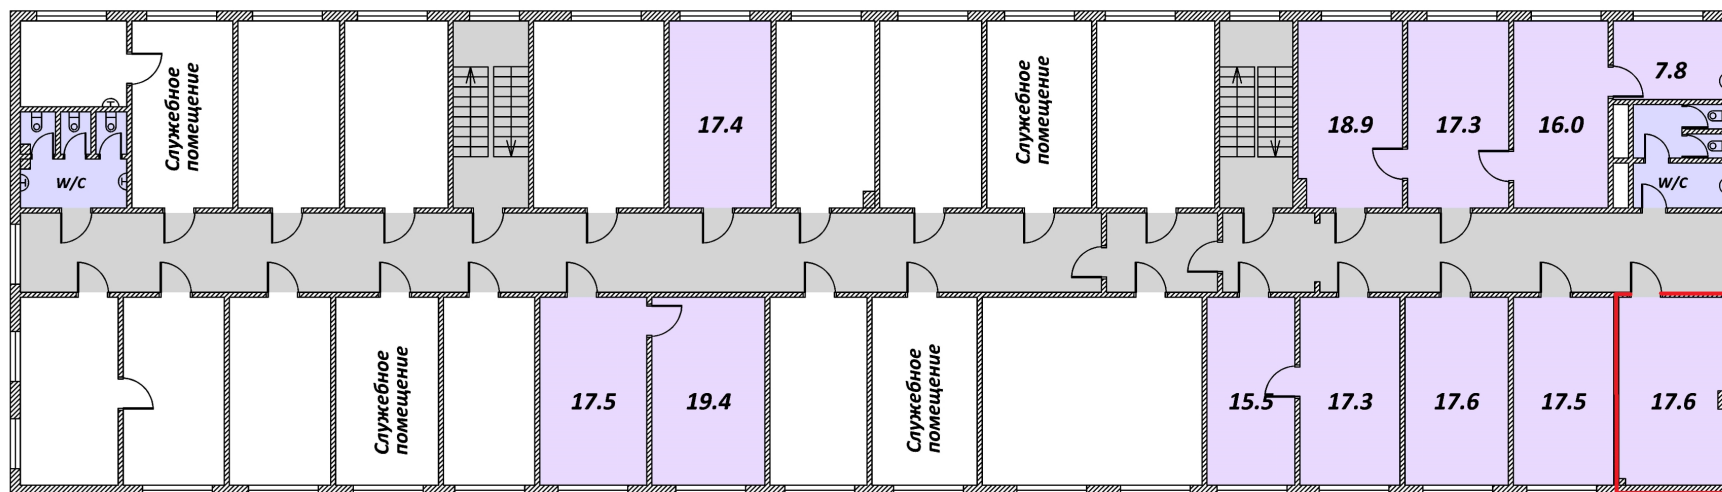 Служебное
помещение
W/C
17.4
Служебное
помещение
18.9
17.3
16.0
7.8
W/C
Служебное
помещение
17.5
19.4
Служебное
помещение
15.5
17.3
17.6
17.5
17.6